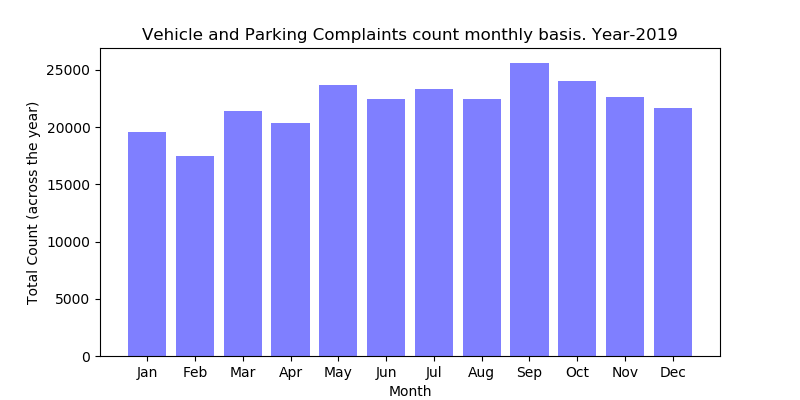 Vehicle and Parking Complaints count monthly basis. Year-2019
Total Count (across the year)
25000
20000
15000
10000
5000
0
Jan Feb Mar Apr May Jun Jul Aug Sep Oct Nov Dec
Month